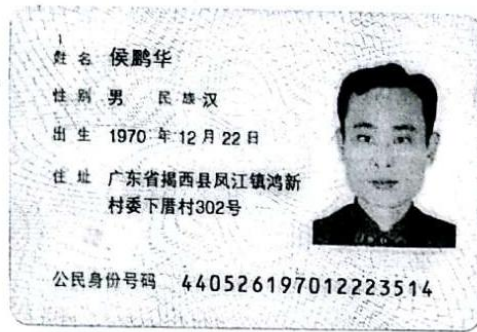 姓名 侯鹏华
性别 男 民族 汉
出生 1970 年 12 月 22 日
住址 广东省揭西县凤江镇鸿新
村委下厝村302号
公民身份号码 440526197012223514